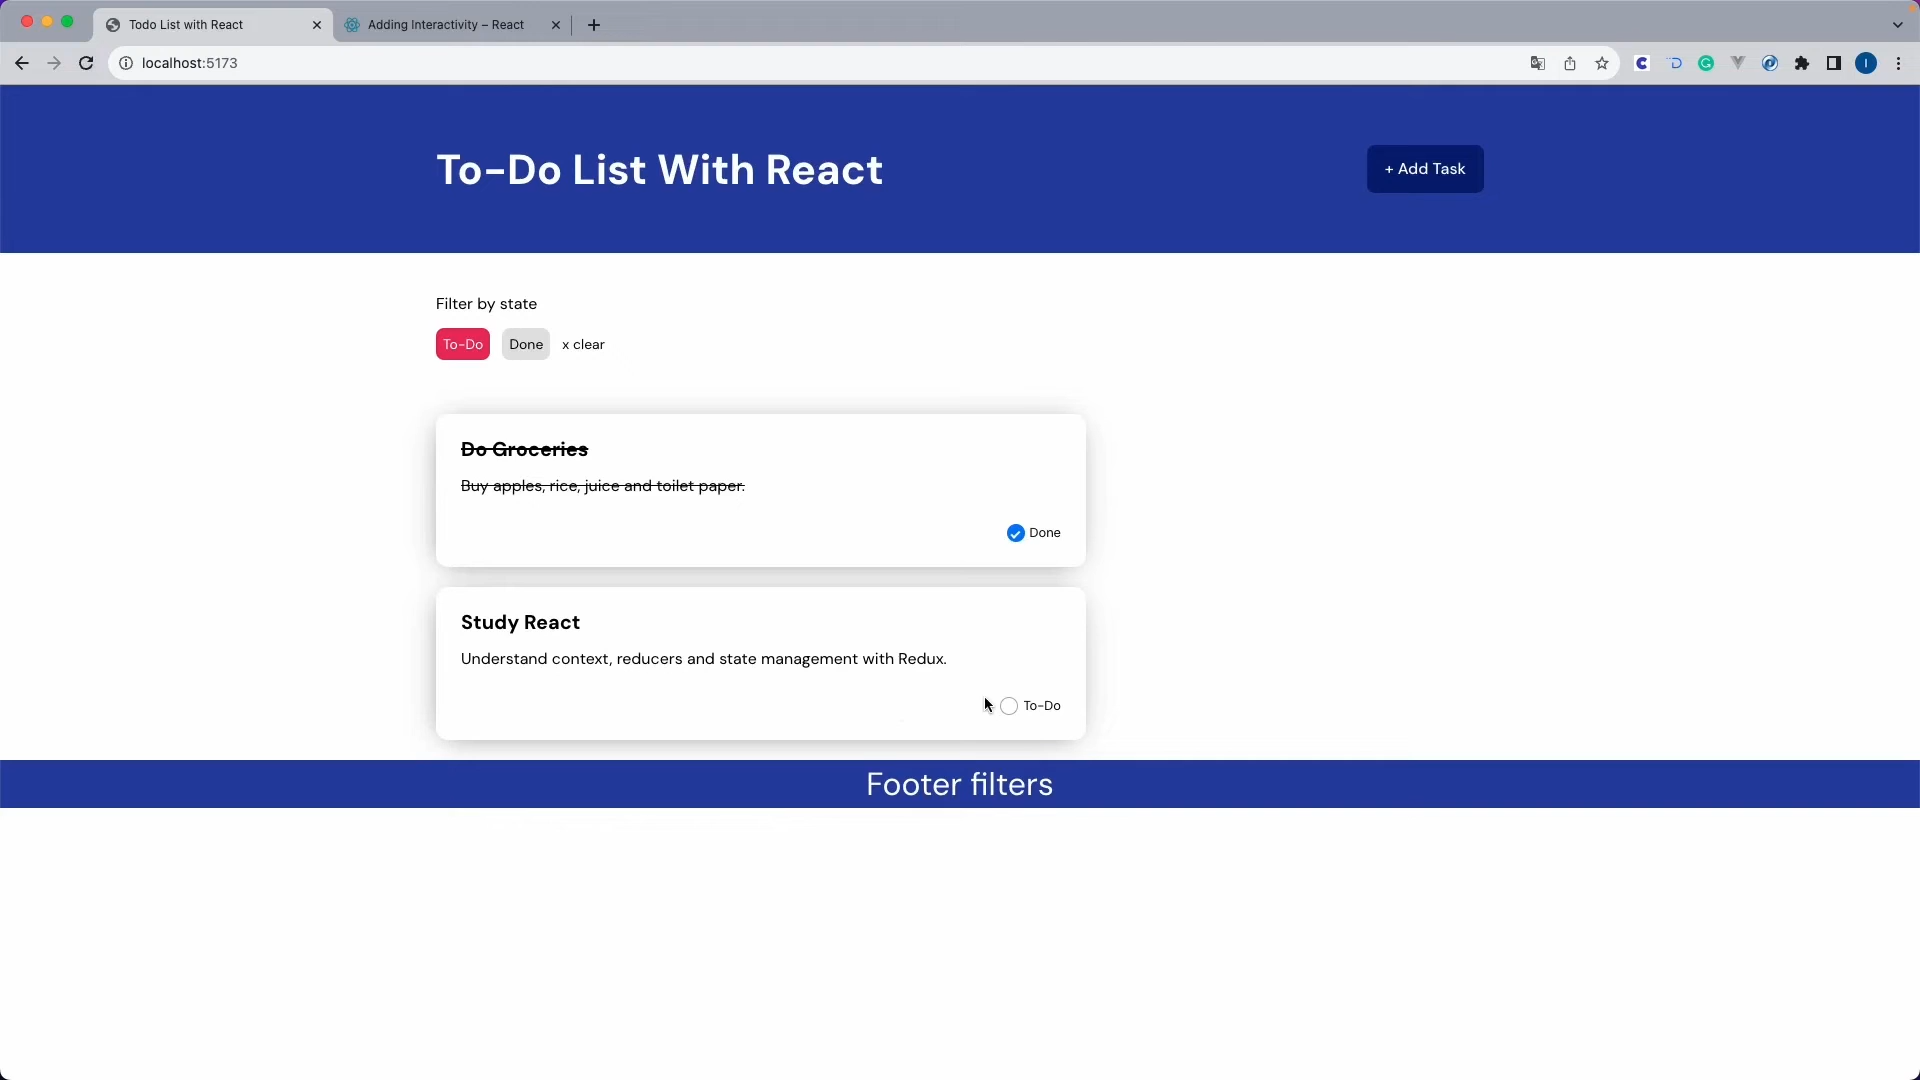 Todo List with React
Adding Interactivity – React
localhost:5173
To-Do List With React
+ Add Task
Filter by state
To-Do
Done
x clear
Do Groceries
Buy apples, rice, juice and toilet paper.
Done
Study React
Understand context, reducers and state management with Redux.
To-Do
Footer filters